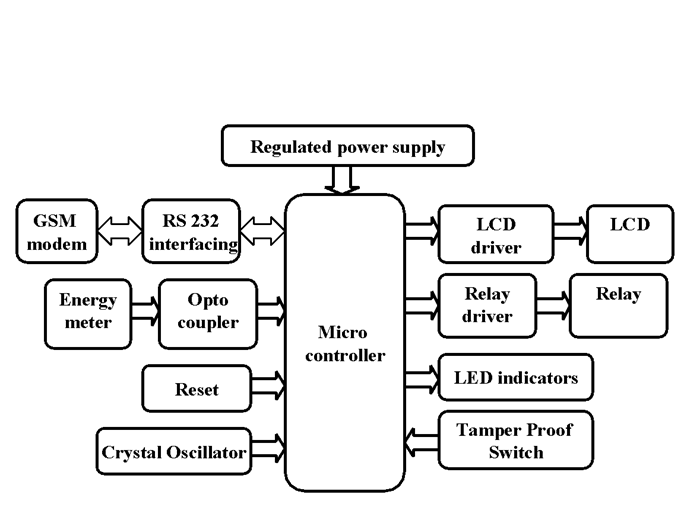 Regulated power supply
GSM
modem
RS 232
interfacing
LCD
driver
LCD
Energy
meter
Opto
coupler
Micro
controller
Relay
driver
Relay
Reset
LED indicators
Crystal Oscillator
Tamper Proof
Switch